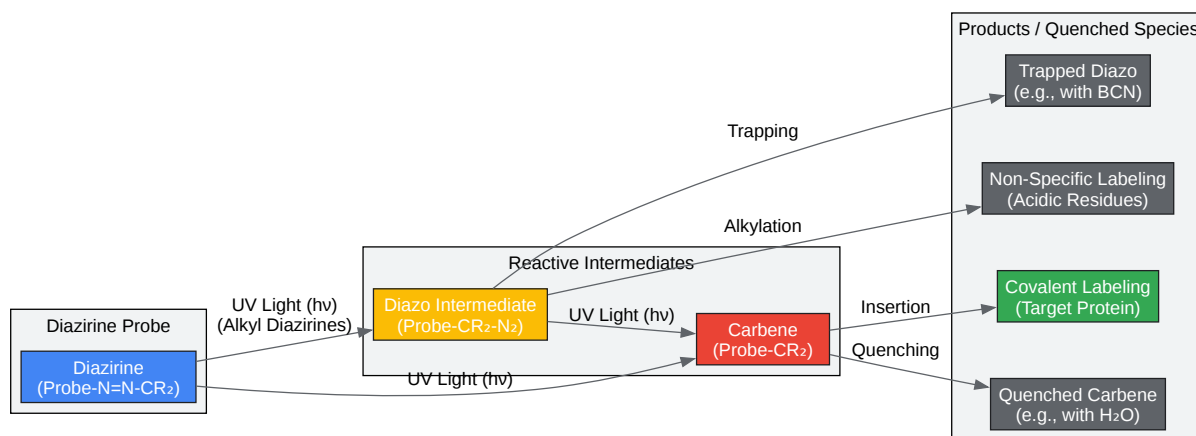 Products / Quenched Species
Trapped Diazo
(e.g., with BCN)
Trapping
Non-Specific Labeling
(Acidic Residues)
Alkylation
Reactive Intermediates
Covalent Labeling
(Target Protein)
UV Light (hν)
(Alkyl Diazirines)
Diazo Intermediate
(Probe-CR₂-N₂)
UV Light (hν)
Insertion
Diazirine Probe
Carbene
(Probe-CR₂)
Quenching
Diazirine
(Probe-N=N-CR₂)
UV Light (hν)
Quenched Carbene
(e.g., with H₂O)